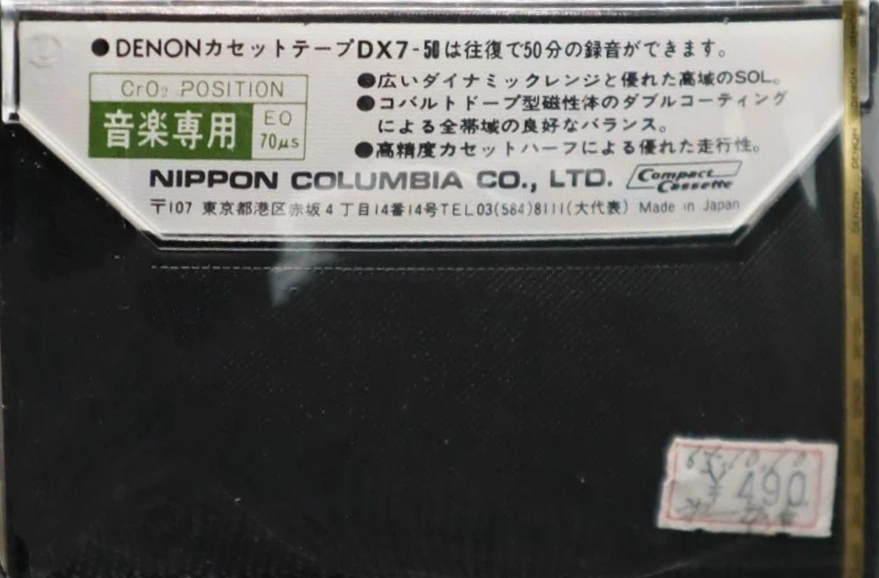 ●DENONカセットテープDX7-50は往復で50分の録音ができます。
CrO₂ POSITION
音楽専用
EQ
70μs
●広いダイナミックレンジと優れた高域のSOL。
●コバルトドープ型磁性体のダブルコーティング
による全帯域の良好なバランス。
●高精度カセットハーフによる優れた走行性。
NIPPON COLUMBIA CO., LTD.
Compact
Cassette
〒107 東京都港区赤坂4丁目14番14号TEL03(584)8111(大代表) Made in Japan
¥490
DENON